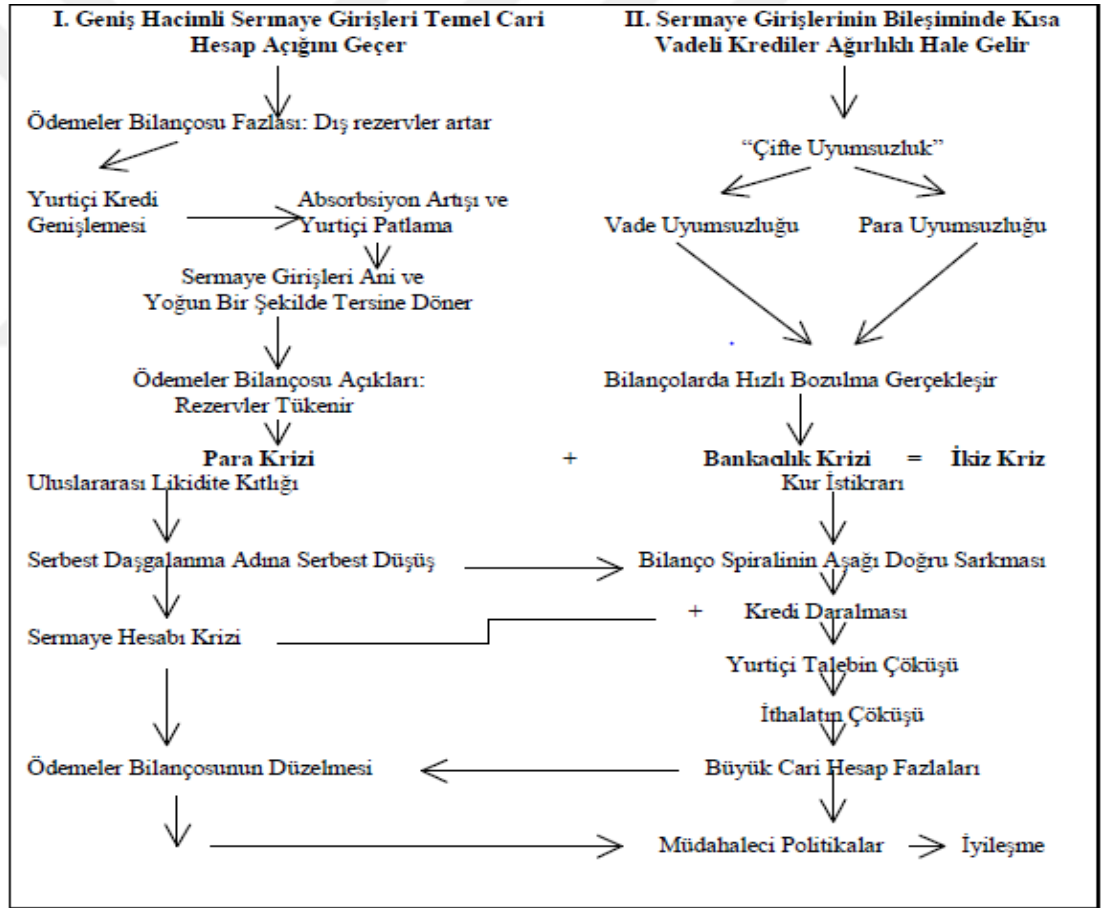 I. Geniş Hacimli Sermaye Girişleri Temel Cari
Hesap Açığını Geçer
II. Sermaye Girişlerinin Bileşiminde Kısa
Vadeli Krediler Ağırlıklı Hale Gelir
Ödemeler Bilançosu Fazlası: Dış rezervler artar
“Çifte Uyumsuzluk”
Yurtiçi Kredi
Genişlemesi
Absorbsiyon Artışı ve
Yurtiçi Patlama
Vade Uyumsuzluğu
Para Uyumsuzluğu
Sermaye Girişleri Ani ve
Yoğun Bir Şekilde Tersine Döner
Ödemeler Bilançosu Açıkları:
Rezervler Tükenir
Bilançolarda Hızlı Bozulma Gerçekleşir
Para Krizi + Bankacılık Krizi = İkiz Kriz
Uluslararası Likidite Kıtlığı
Kur İstikrarı
Serbest Daşgalanma Adına Serbest Düşüş
Bilanço Spiralinin Aşağı Doğru Sarkması
+ Kredi Daralması
Sermaye Hesabı Krizi
Yurtiçi Talebin Çöküşü
İthalatın Çöküşü
Ödemeler Bilançosunun Düzelmesi
Büyük Cari Hesap Fazlaları
Müdahaleci Politikalar
İyileşme